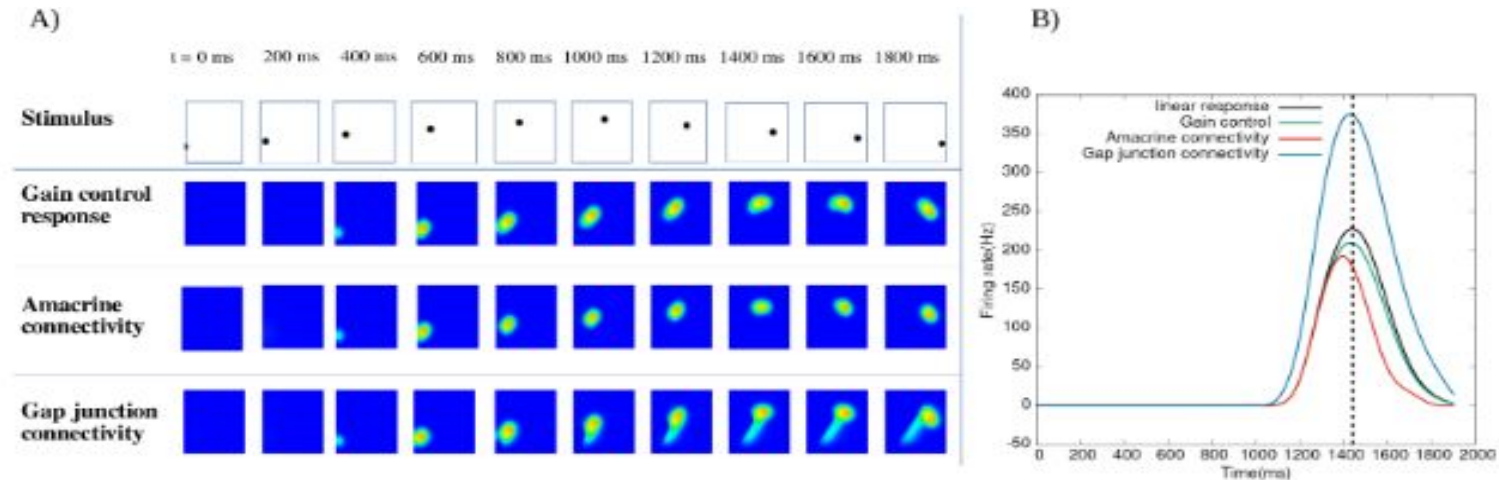 A)
t = 0 ms 200 ms 400 ms 600 ms 800 ms 1000 ms 1200 ms 1400 ms 1600 ms 1800 ms
Stimulus
Gain control
response
Amacrine
connectivity
Gap junction
connectivity
B)
400
350
300
250
200
150
100
50
0
-50
Firing rate(Hz)
linear response
Gain control
Amacrine connectivity
Gap junction connectivity
0 200 400 600 800 1000 1200 1400 1600 1800 2000
Time(ms)